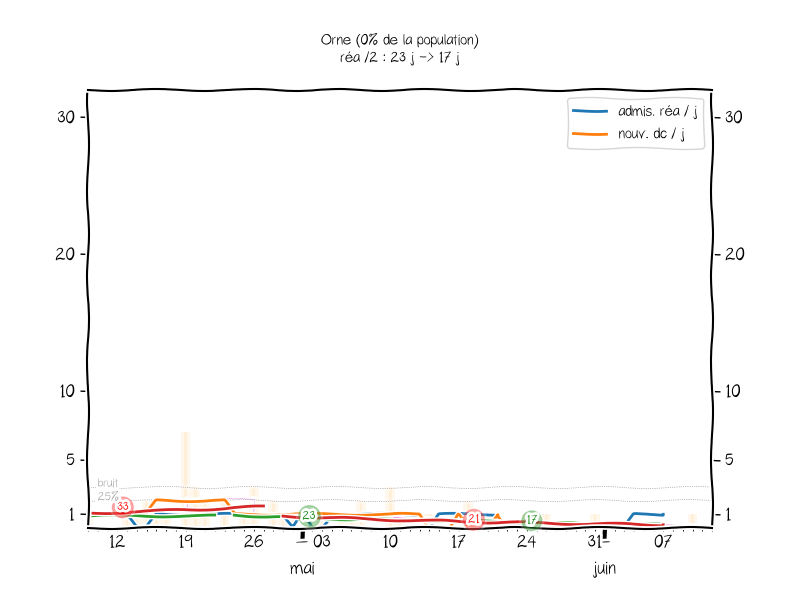 Orne (0% de la population)
réa /2 : 23 j -> 17 j
admis. réa / j
nouv. dc / j
30
30
20
20
10
10
5
5
bruit
25%
33
23
21
17
1
1
12 19 26 03 10 17 24 31 07
mai juin